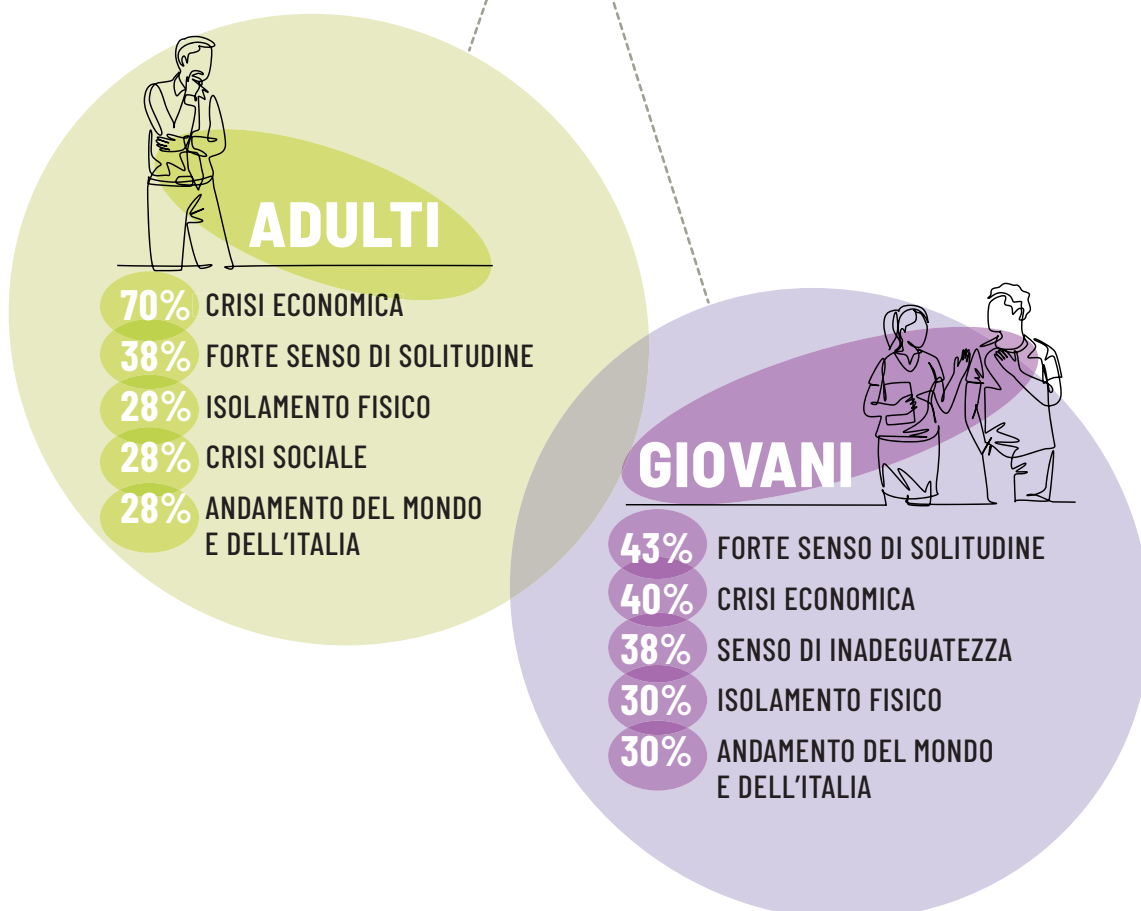 ADULTI
70% CRISI ECONOMICA
38% FORTE SENSO DI SOLITUDINE
28% ISOLAMENTO FISICO
28% CRISI SOCIALE
28% ANDAMENTO DEL MONDO
E DELL'ITALIA
GIOVANI
43% FORTE SENSO DI SOLITUDINE
40% CRISI ECONOMICA
38% SENSO DI INADEGUATEZZA
30% ISOLAMENTO FISICO
30% ANDAMENTO DEL MONDO
E DELL'ITALIA